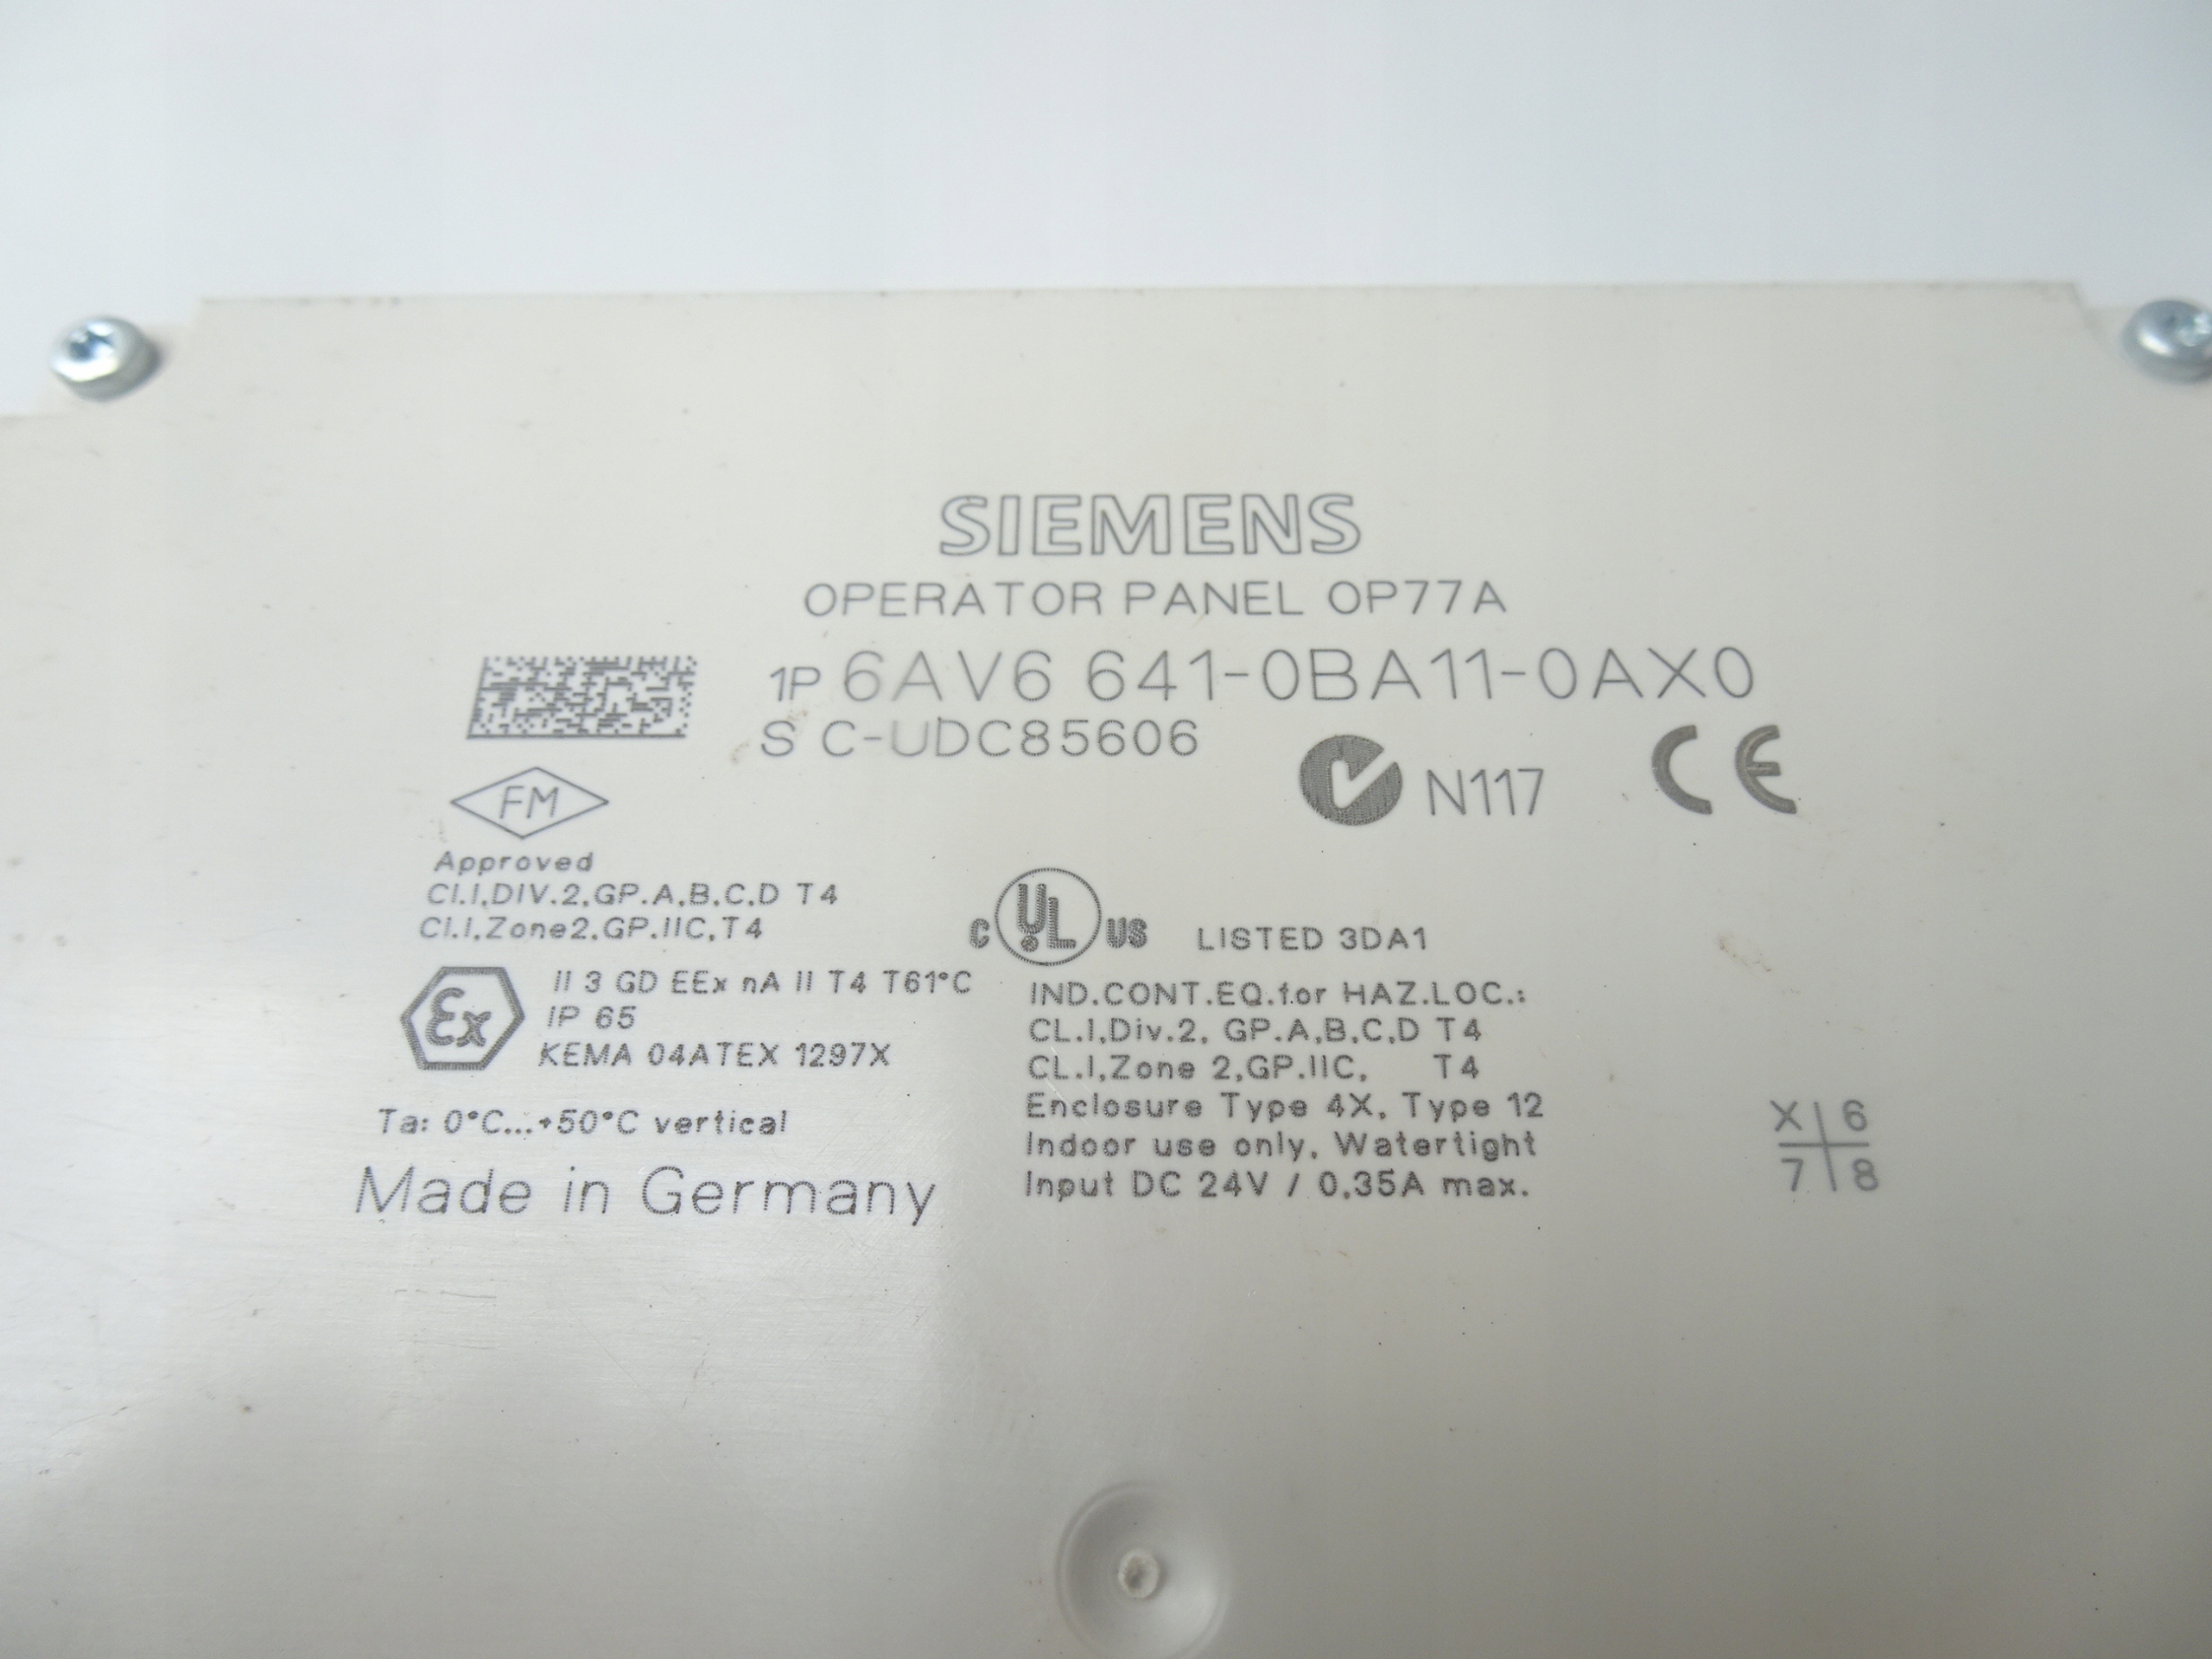 SIEMENS
OPERATOR PANEL OP77A
1P 6AV6 641-0BA11-0AX0
S C-UDC85606
N117 CE
FM
Approved
Cl.I,DIV.2,GP.A,B,C,D T4
Cl.I,Zone2,GP.IIC,T4
C UL US LISTED 3DA1
Ex II 3 GD EEx nA II T4 T61°C
IP 65
KEMA 04ATEX 1297X
Ta: 0°C...+50°C vertical
Made in Germany
IND.CONT.EQ.for HAZ.LOC.:
CL.I,Div.2, GP.A,B,C,D T4
CL.I,Zone 2,GP.IIC, T4
Enclosure Type 4X, Type 12
Indoor use only, Watertight
Input DC 24V / 0,35A max.
X 6
7 8